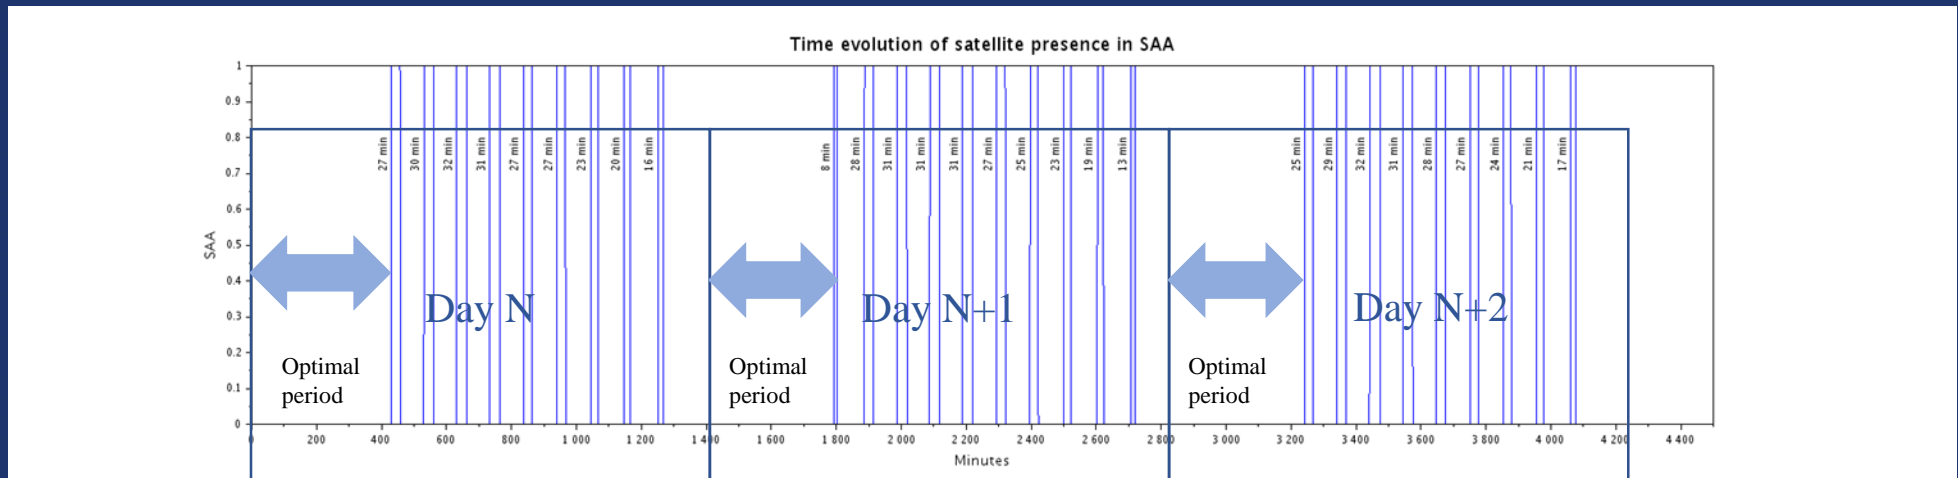 Time evolution of satellite presence in SAA
1
0.9
0.8
0.7
0.6
0.5
0.4
0.3
0.2
0.1
0
SAA
27 min
30 min
32 min
31 min
27 min
27 min
23 min
20 min
16 min
8 min
28 min
31 min
31 min
31 min
27 min
25 min
23 min
19 min
13 min
25 min
29 min
32 min
31 min
28 min
27 min
24 min
21 min
17 min
Day N
Day N+1
Day N+2
Optimal
period
Optimal
period
Optimal
period
0 200 400 600 800 1 000 1 200 1 400 1 600 1 800 2 000 2 200 2 400 2 600 2 800 3 000 3 200 3 400 3 600 3 800 4 000 4 200 4 400
Minutes